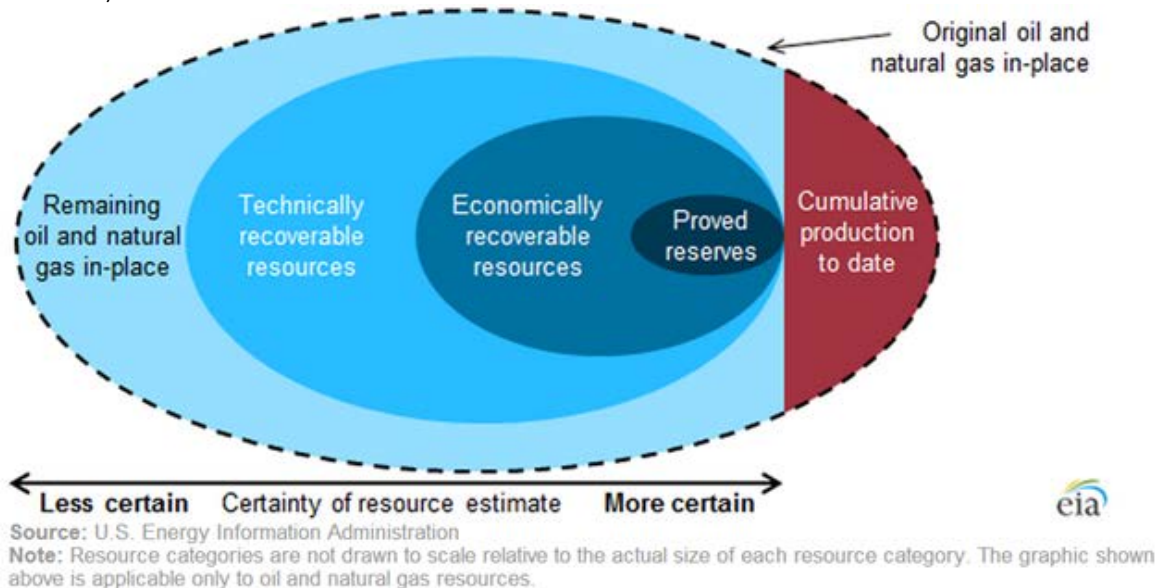 Original oil and
natural gas in-place
Remaining
oil and natural
gas in-place
Technically
recoverable
resources
Economically
recoverable
resources
Proved
reserves
Cumulative
production
to date
Less certain Certainty of resource estimate More certain
eia
Source: U.S. Energy Information Administration
Note: Resource categories are not drawn to scale relative to the actual size of each resource category. The graphic shown
above is applicable only to oil and natural gas resources.